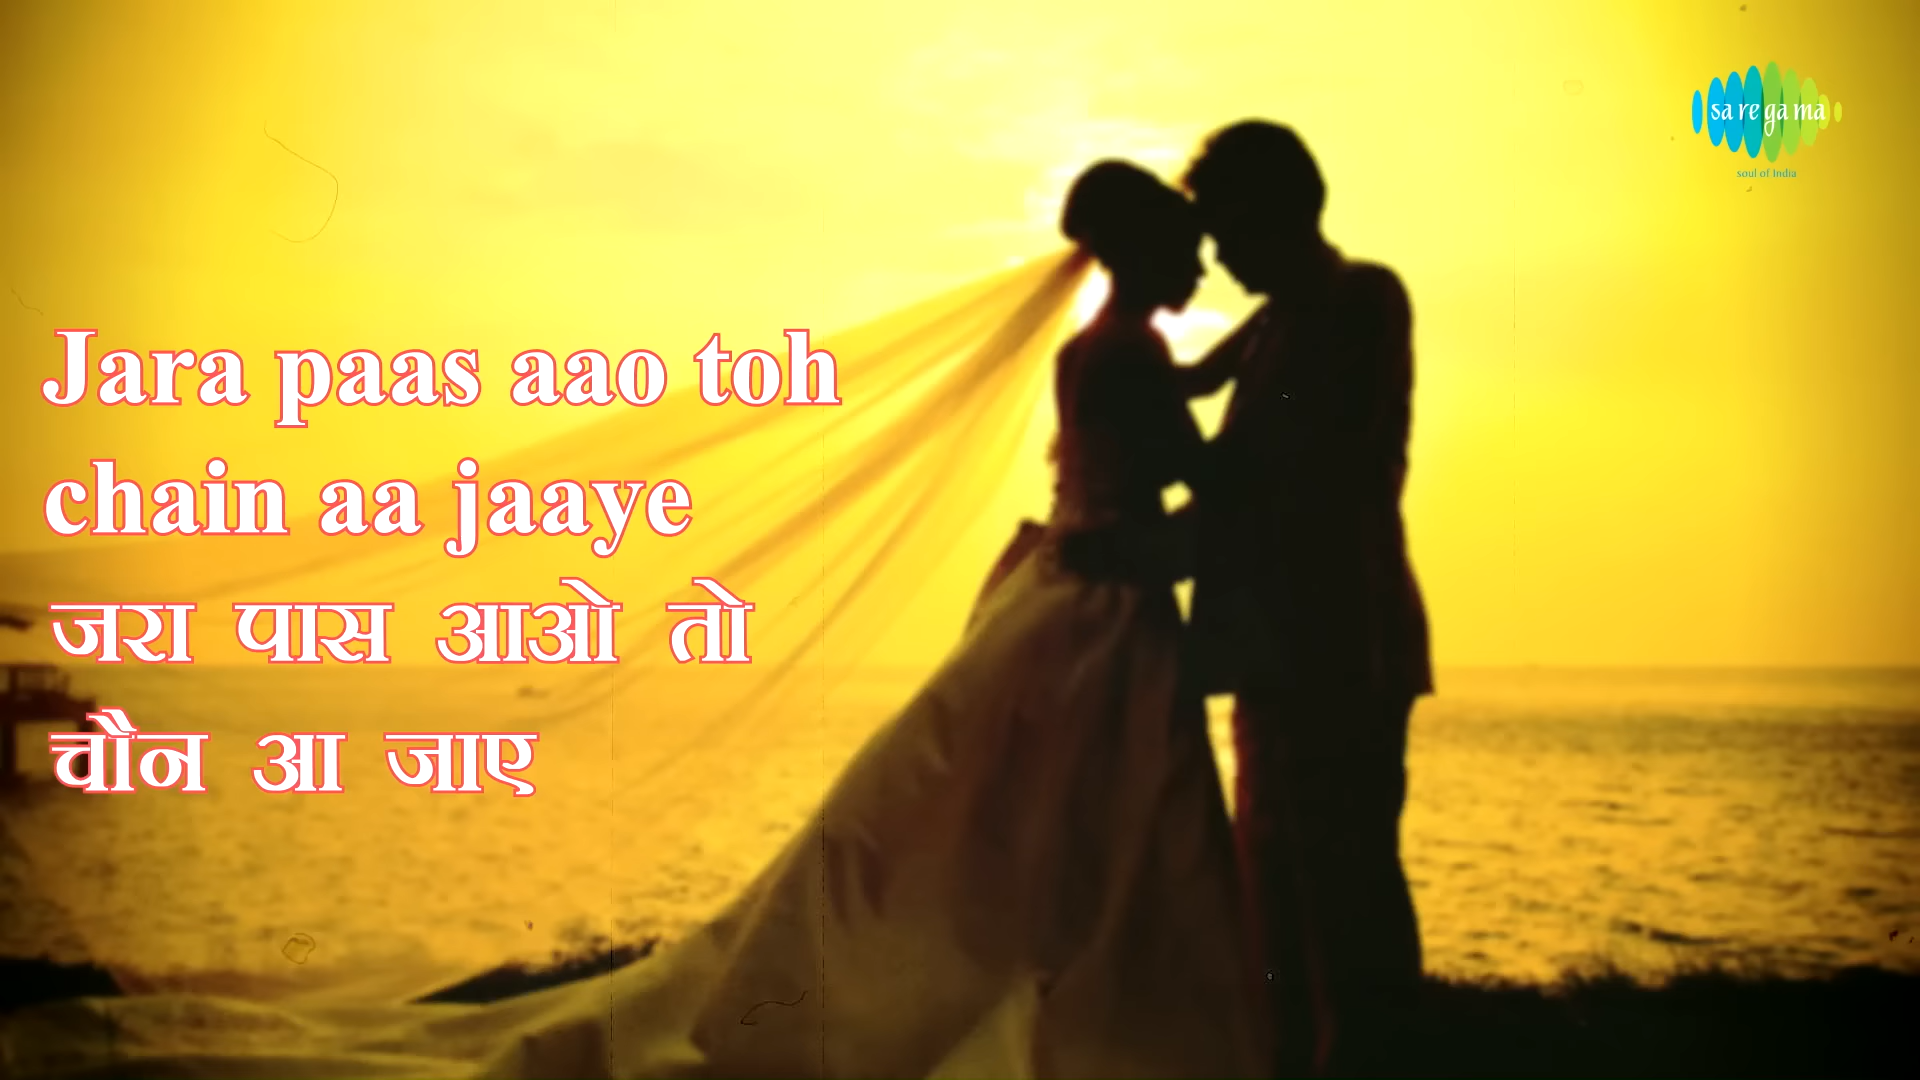 sa re ga ma
soul of India
Jara paas aao toh
chain aa jaaye
जरा पास आओ तो
चौन आ जाए